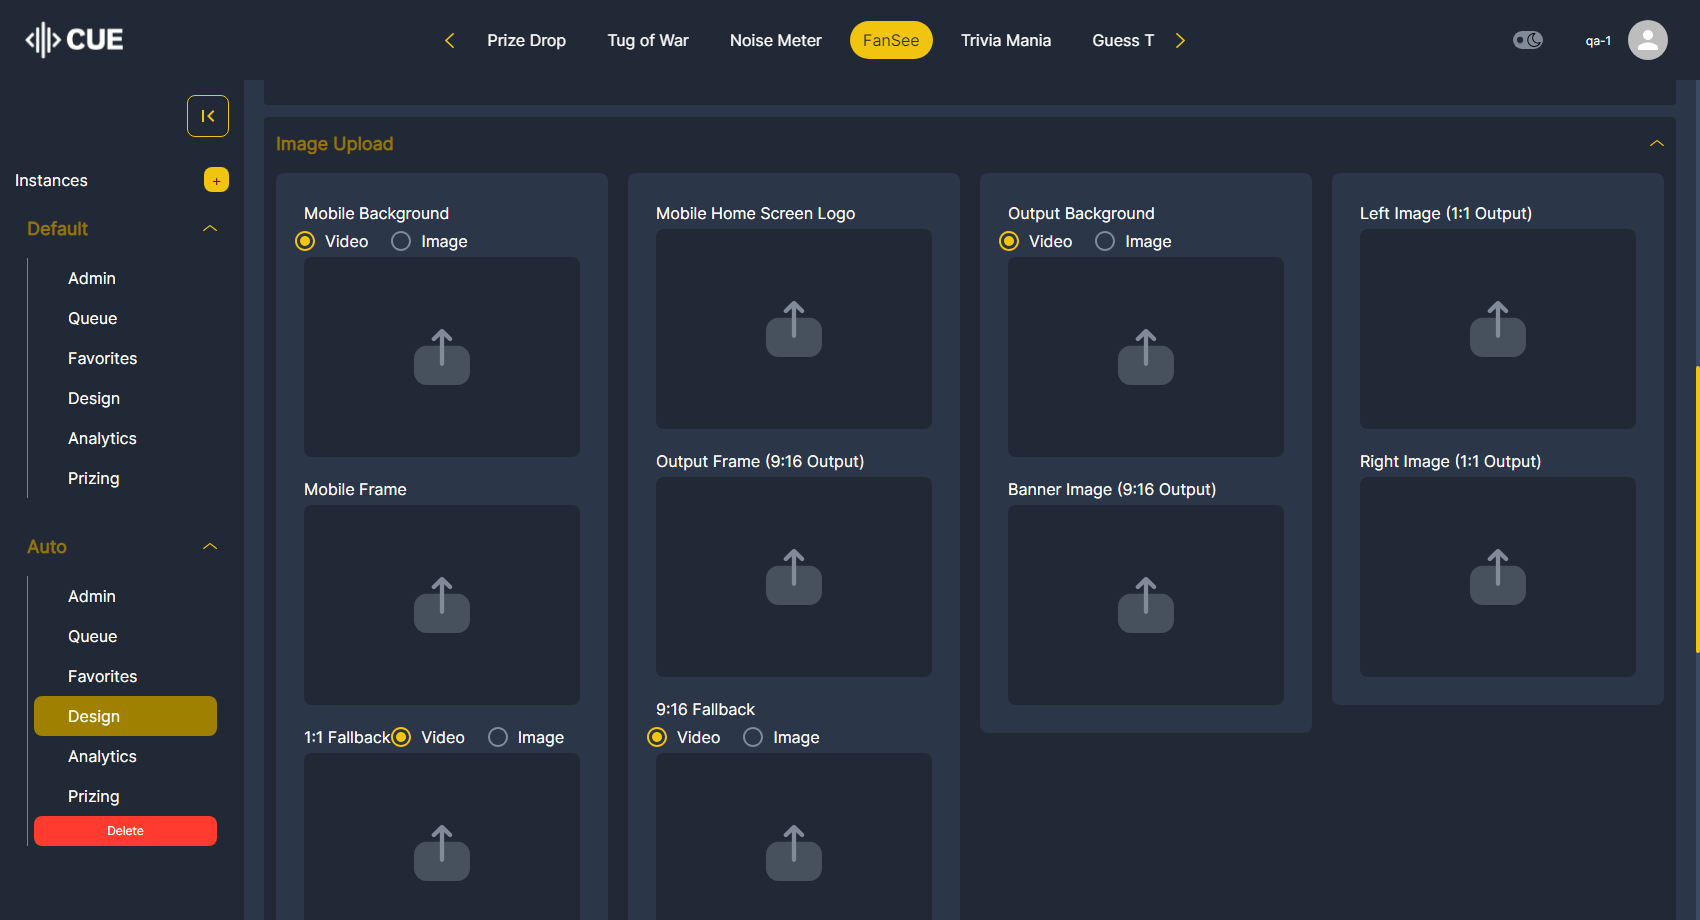 CUE
Prize Drop
Tug of War
Noise Meter
FanSee
Trivia Mania
Guess T
qa-1
Instances
+
Default
Admin
Queue
Favorites
Design
Analytics
Prizing
Auto
Admin
Queue
Favorites
Design
Analytics
Prizing
Delete
Image Upload
Mobile Background
Video Image
Mobile Frame
1:1 Fallback Video Image
Mobile Home Screen Logo
Output Frame (9:16 Output)
9:16 Fallback
Video Image
Output Background
Video Image
Banner Image (9:16 Output)
Left Image (1:1 Output)
Right Image (1:1 Output)